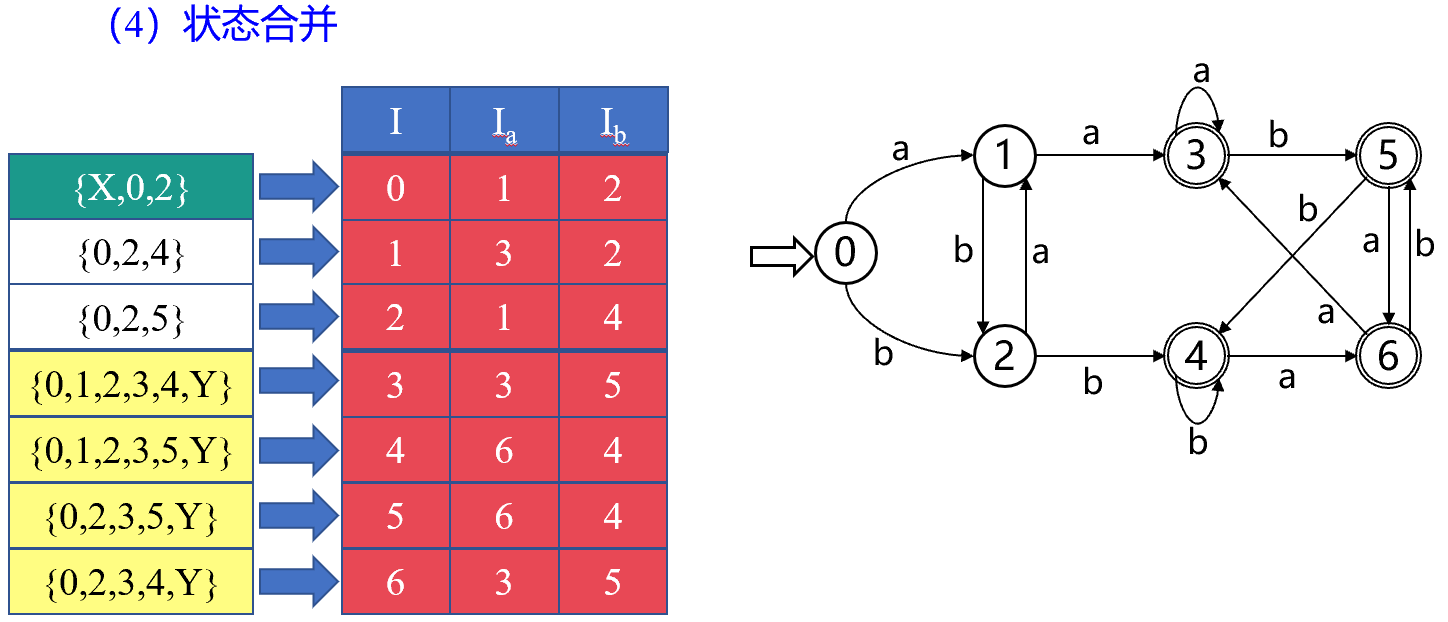 （4）状态合并
I Ia Ib
{X,0,2} 0 1 2
{0,2,4} 1 3 2
{0,2,5} 2 1 4
{0,1,2,3,4,Y} 3 3 5
{0,1,2,3,5,Y} 4 6 4
{0,2,3,5,Y} 5 6 4
{0,2,3,4,Y} 6 3 5
a
a a b
1 3 5
b
0 b a a b
a
2 4 6
b b a
b